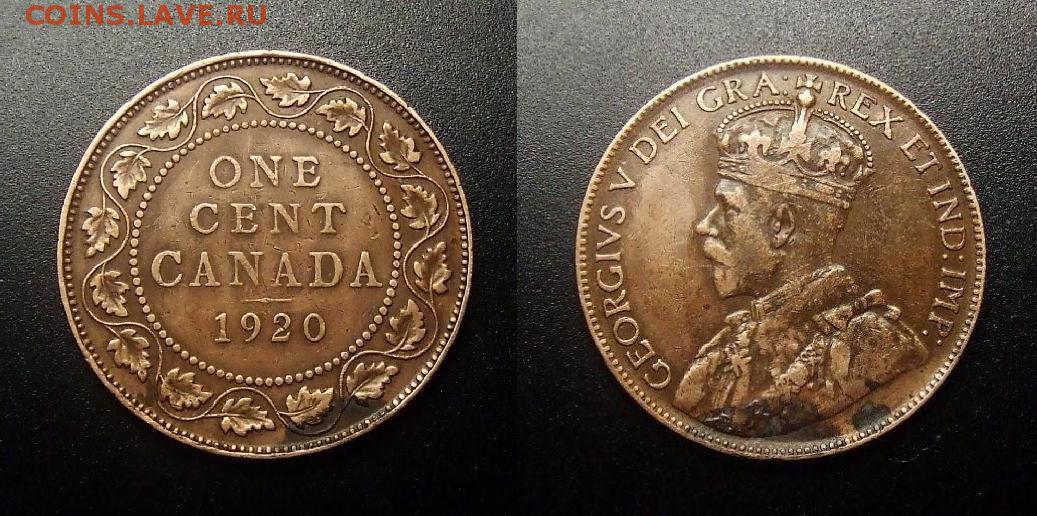 COINS.LAVE.RU
ONE
CENT
CANADA
1920
GEORGIVS V DEI GRA: REX ET IND: IMP: